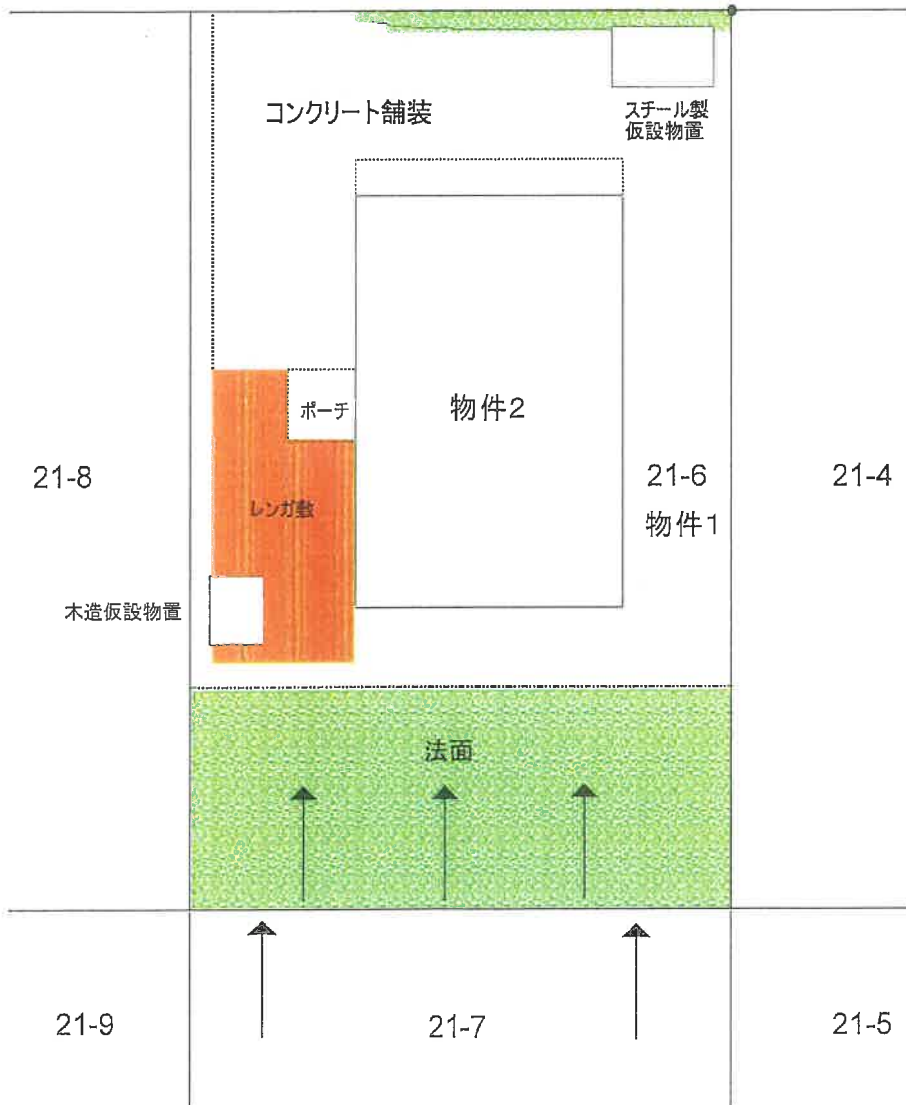 コンクリート舗装
スチール製
仮設物置
ポーチ
物件2
21-8
21-6
21-4
レンガ敷
物件1
木造仮設物置
法面
21-9
21-7
21-5